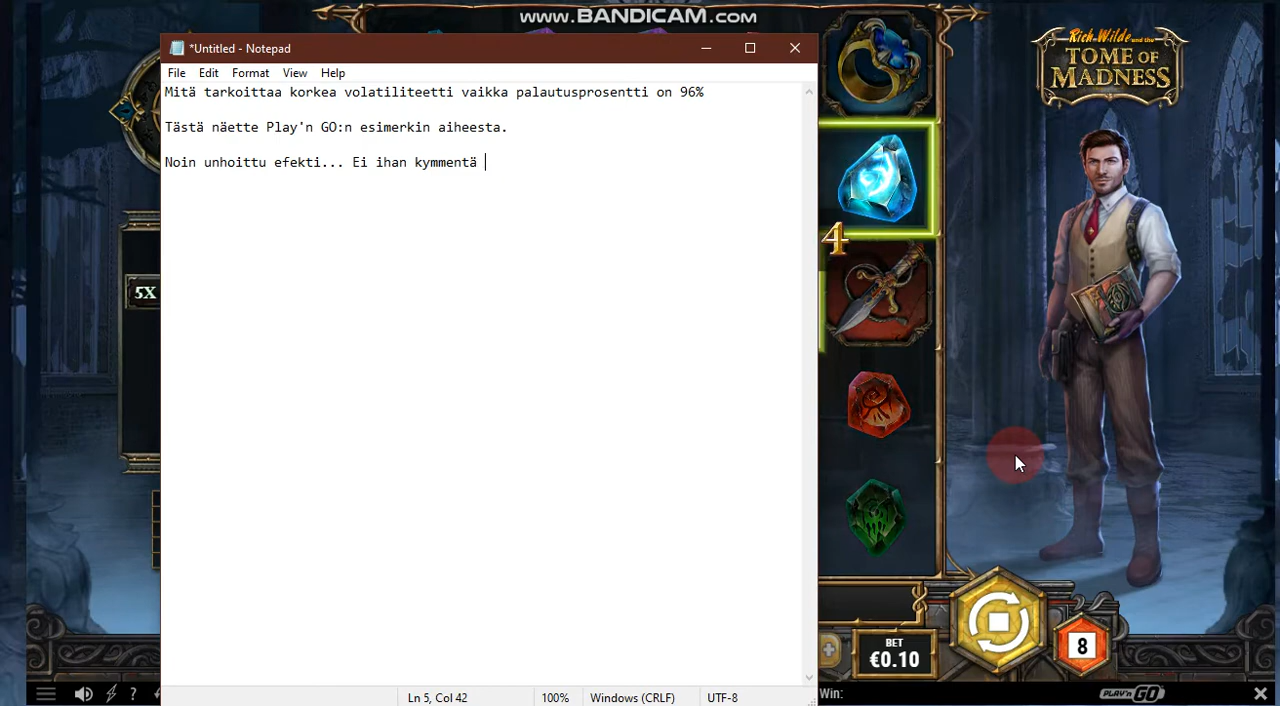 www.BANDICAM.com
*Untitled - Notepad
File Edit Format View Help
Mitä tarkoittaa korkea volatiliteetti vaikka palautusprosentti on 96%
Tästä näette Play'n GO:n esimerkin aiheesta.
Noin unhoittu efekti... Ei ihan kymmentä
Ln 5, Col 42
100%
Windows (CRLF)
UTF-8
5X
4
Rich Wilde and the
TOME OF
MADNESS
BET
€0.10
8
?
Win:
PLAY'n GO